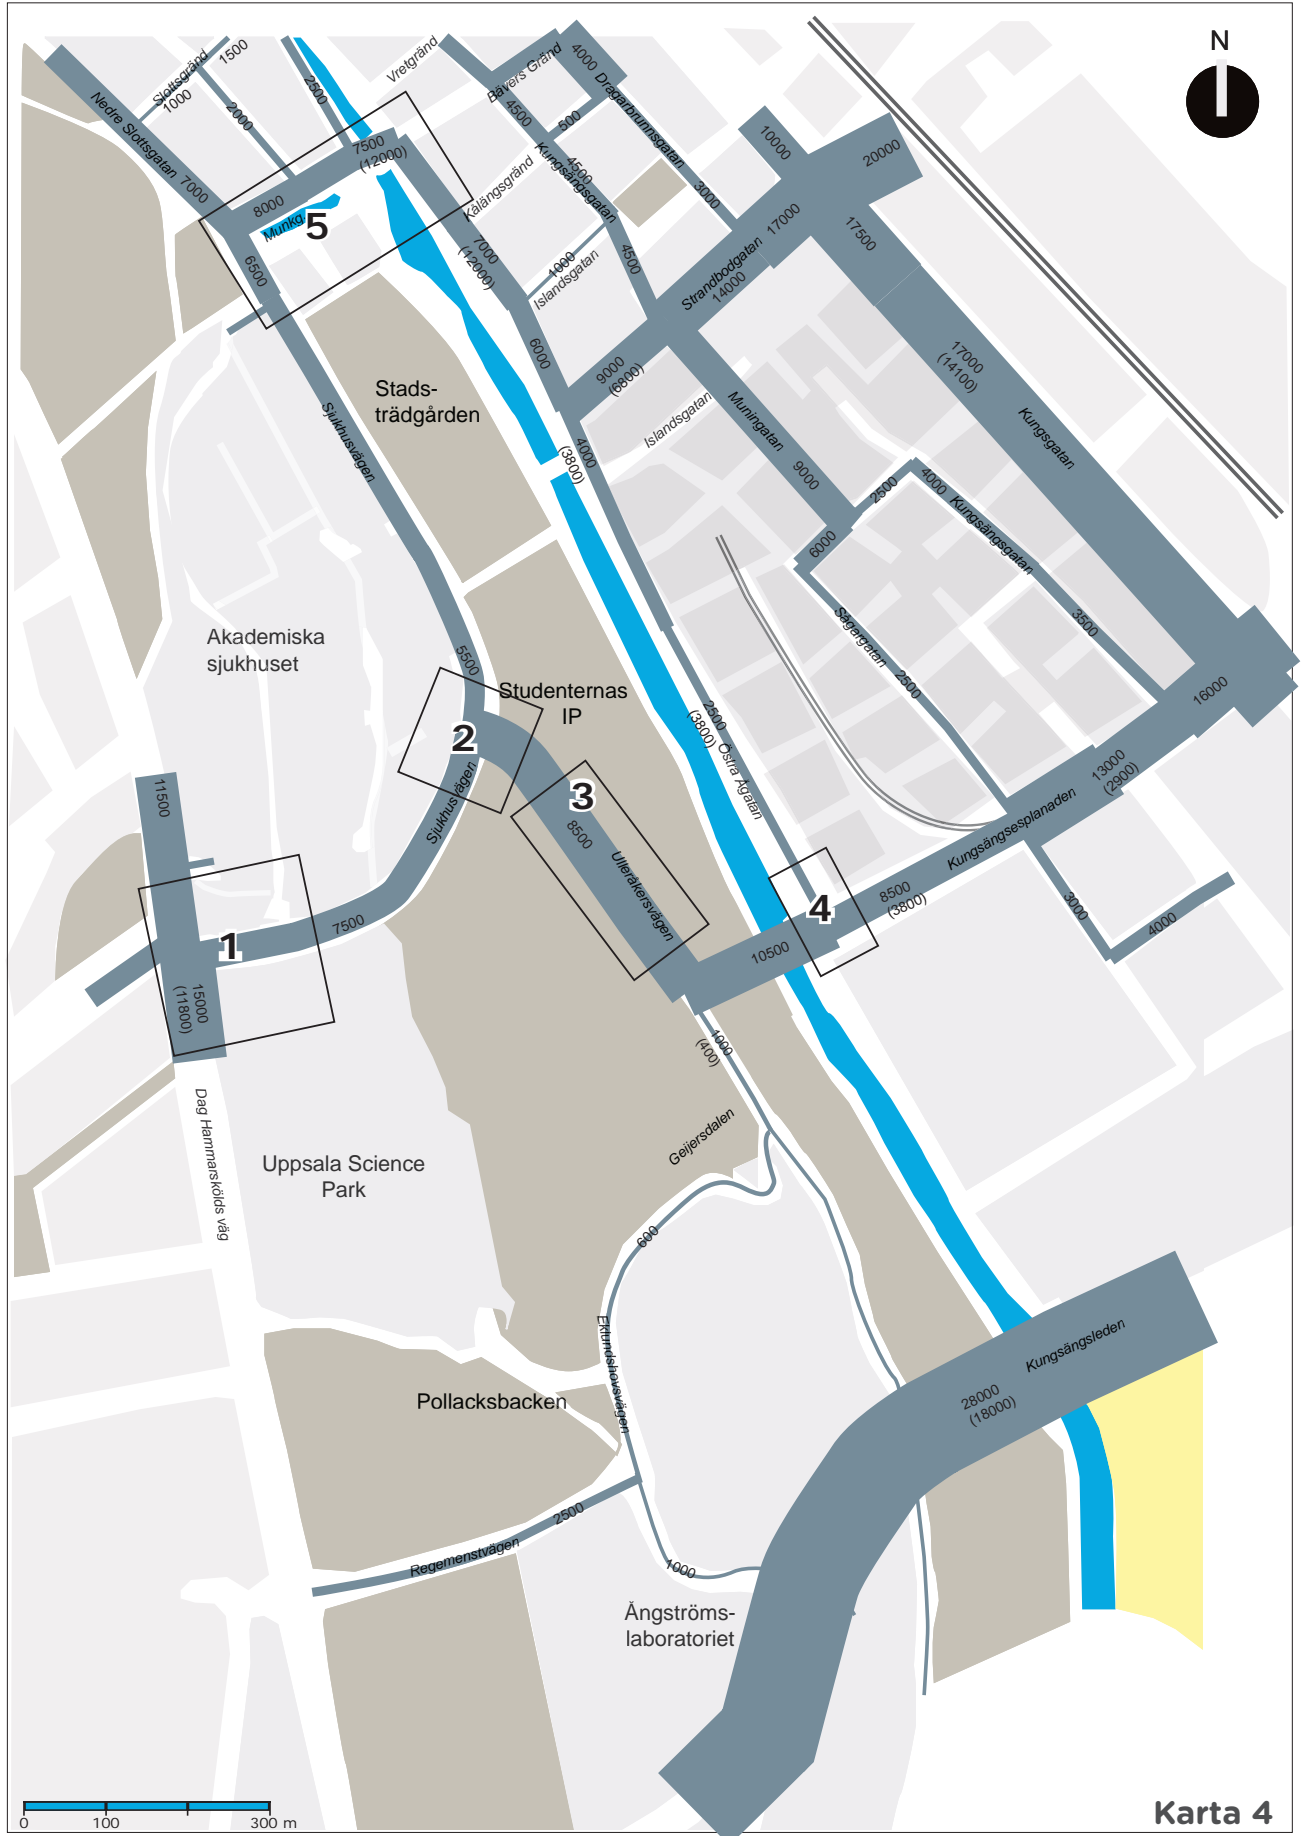 N
Slottsgränd
1500
1000
2000
2500
Nedre Slottsgatan
7000
Vretgränd
Bävers Gränd
4000
Dragarbrunnsgatan
4500
500
Kungsängsgatan
4500
3000
10000
20000
7500
(12000)
8000
Munkg.
5
6500
Kålängsgränd
7000
(12000)
1000
Islandsgatan
4500
17000
17500
Strandbodgatan
14000
6000
9000
(6800)
17000
(14100)
Kungsgatan
Stads-
trädgården
Sjukhusvägen
Islandsgatan
Muningatan
9000
4000
(3800)
2500
4000
Kungsängsgatan
6000
3500
Sågergatan
2500
Akademiska
sjukhuset
5500
Studenternas
IP
2
2500
(3800)
Östra Ågatan
16000
13000
(2900)
11500
Sjukhusvägen
3
8500
Ulleråkersvägen
Kungsängsesplanaden
8500
(3800)
4
3000
4000
1
7500
10500
15000
(11800)
1000
(400)
Dag Hammarskölds väg
Geijersdalen
Uppsala Science
Park
600
Eklundshovsvägen
Kungsängsleden
28000
(18000)
Pollacksbacken
2500
Regemenstvägen
1000
Ångströms-
laboratoriet
0 100 300 m
Karta 4